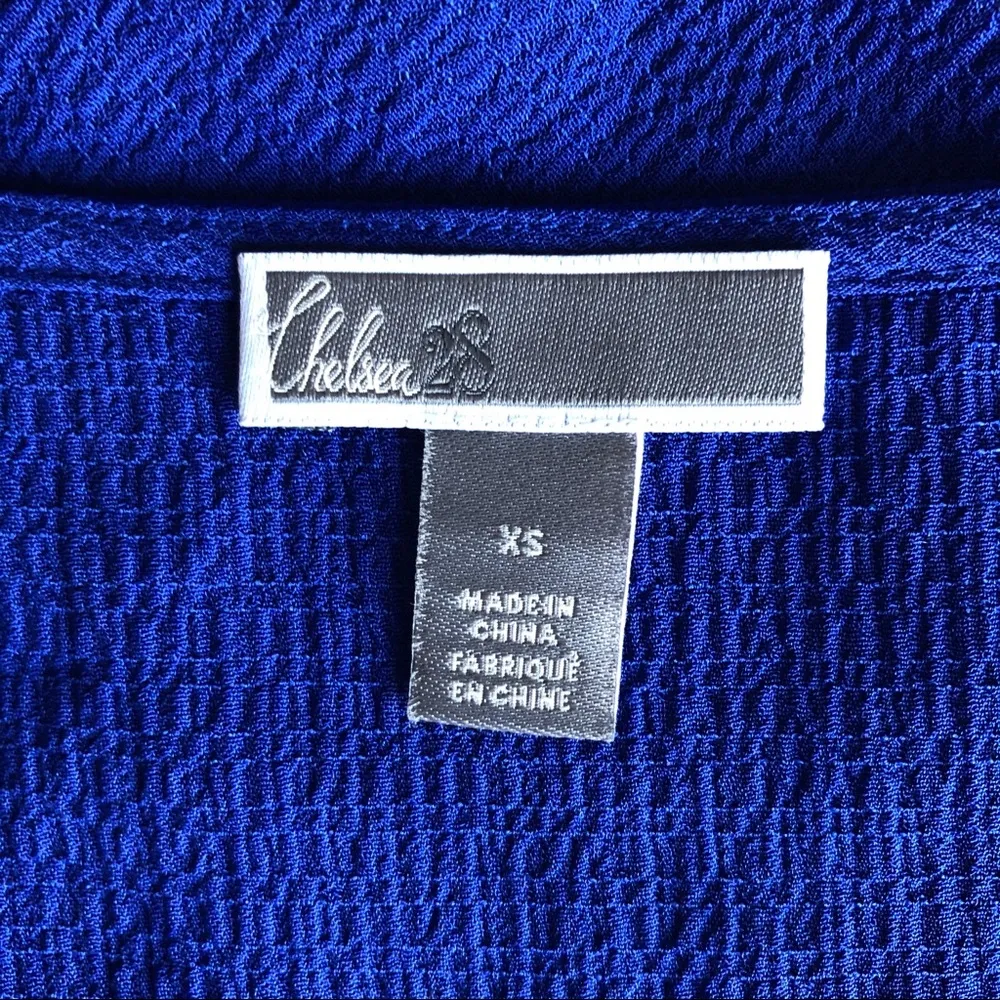 Chelsea28
XS
MADE IN
CHINA
FABRIQUÉ
EN CHINE